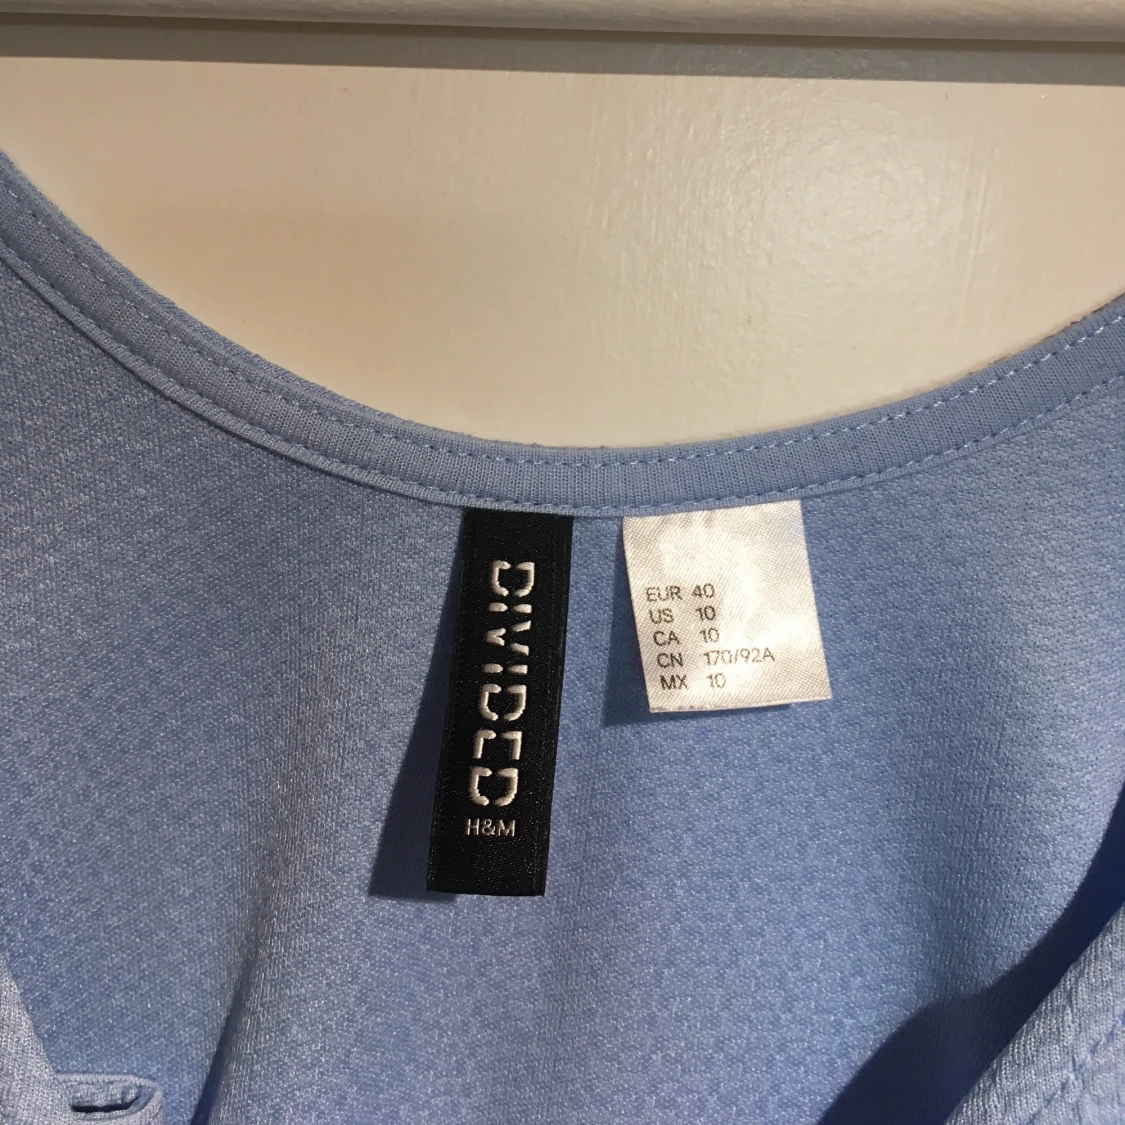 DIVIDED
H&M
EUR 40
US 10
CA 10
CN 170/92A
MX 10